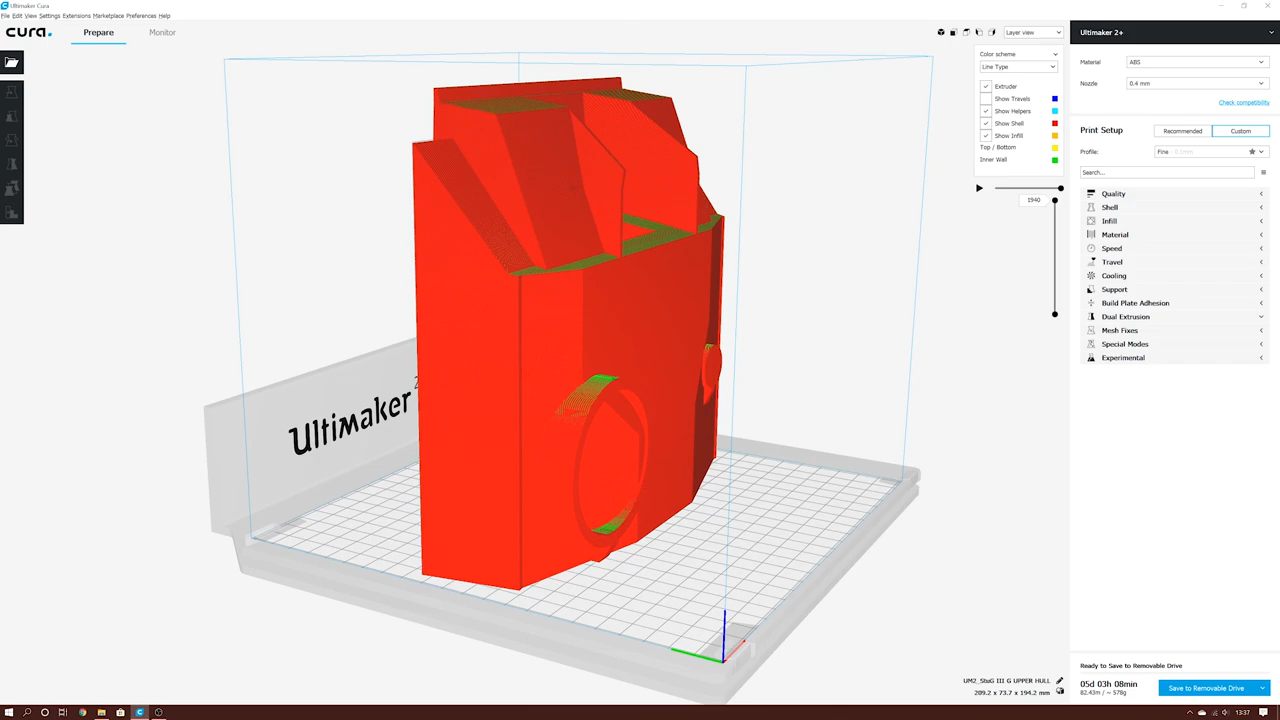 Ultimaker Cura
File Edit View Settings Extensions Marketplace Preferences Help
cura.
Prepare
Monitor
Layer view
Ultimaker 2+
Color scheme
Line Type
Extruder
Show Travels
Show Helpers
Show Shell
Show Infill
Top / Bottom
Inner Wall
1940
Material
ABS
Nozzle
0.4 mm
Check compatibility
Print Setup
Recommended
Custom
Profile:
Fine 0.1mm
Search...
Quality
Shell
Infill
Material
Speed
Travel
Cooling
Support
Build Plate Adhesion
Dual Extrusion
Mesh Fixes
Special Modes
Experimental
Ultimaker 2
UM2_StuG III G UPPER HULL
209.2 x 73.7 x 194.2 mm
Ready to Save to Removable Drive
05d 03h 08min
82.43m / ~ 578g
Save to Removable Drive
13:37